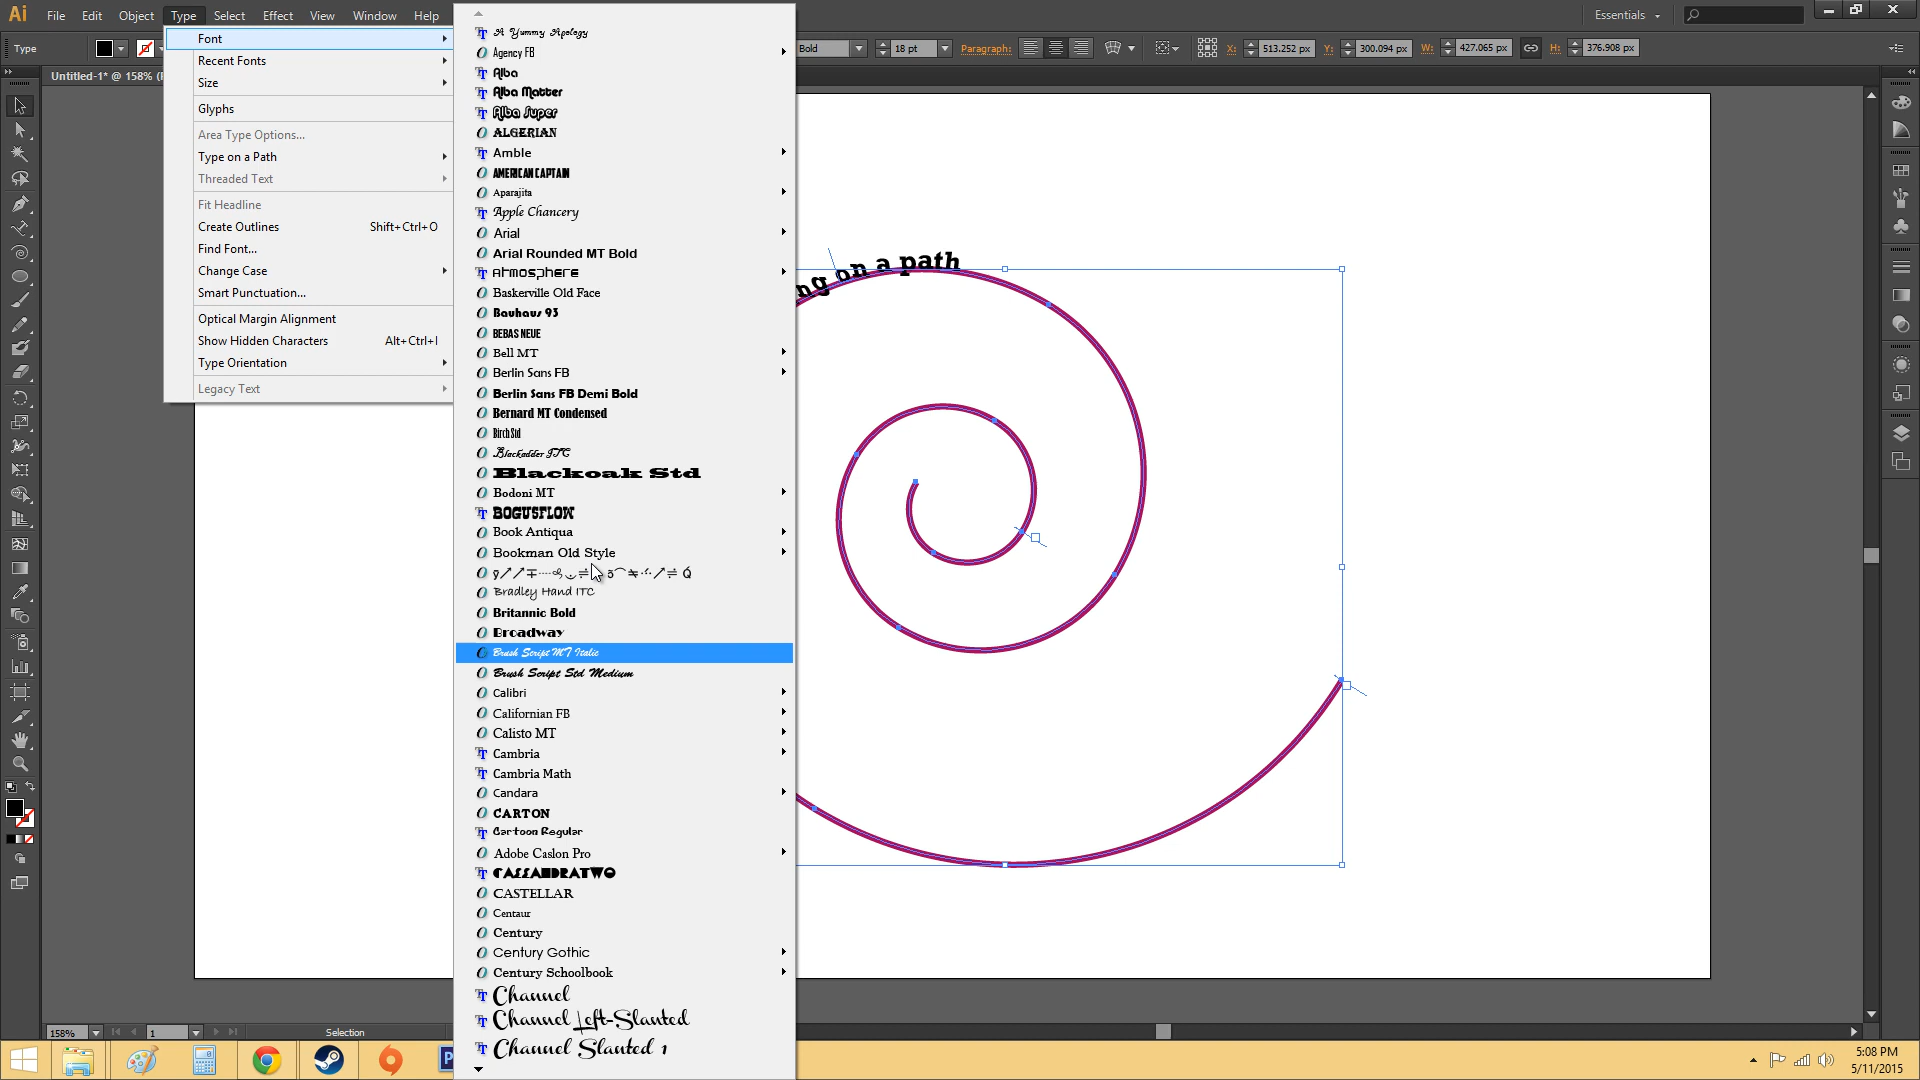 Ai File Edit Object Type Select Effect View Window Help
Essentials
Type
Bold 18 pt Paragraph: X: 513.252 px Y: 300.094 px W: 427.065 px H: 376.908 px
Untitled-1* @ 158%
Font
Recent Fonts
Size
Glyphs
Area Type Options...
Type on a Path
Threaded Text
Fit Headline
Create Outlines Shift+Ctrl+O
Find Font...
Change Case
Smart Punctuation...
Optical Margin Alignment
Show Hidden Characters Alt+Ctrl+I
Type Orientation
Legacy Text
A Yummy Apology
Agency FB
Alba
Alba Matter
Alba Super
ALGERIAN
Amble
AMERICAN CAPTAIN
Aparajita
Apple Chancery
Arial
Arial Rounded MT Bold
Atmosphere
Baskerville Old Face
Bauhaus 93
BEBAS NEUE
Bell MT
Berlin Sans FB
Berlin Sans FB Demi Bold
Bernard MT Condensed
Birch Std
Blackadder ITC
Blackoak Std
Bodoni MT
BOGUSFLOW
Book Antiqua
Bookman Old Style
Bradley Hand ITC
Britannic Bold
Broadway
Brush Script MT Italic
Brush Script Std Medium
Calibri
Californian FB
Calisto MT
Cambria
Cambria Math
Candara
CARTON
Cartoon Regular
Adobe Caslon Pro
CASSANDRATWO
CASTELLAR
Centaur
Century
Century Gothic
Century Schoolbook
Channel
Channel Left-Slanted
Channel Slanted 1
ng on a path
158% 1 Selection
5:08 PM
5/11/2015